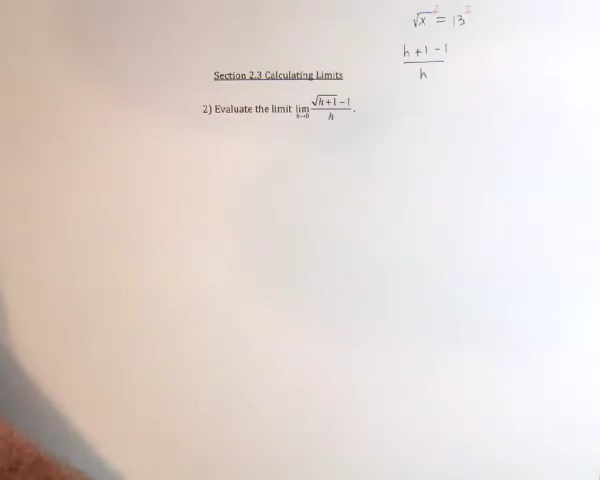 √x² = 13²
h + 1 - 1
h
Section 2.3 Calculating Limits
2) Evaluate the limit lim h→0 √h+1 - 1 / h .